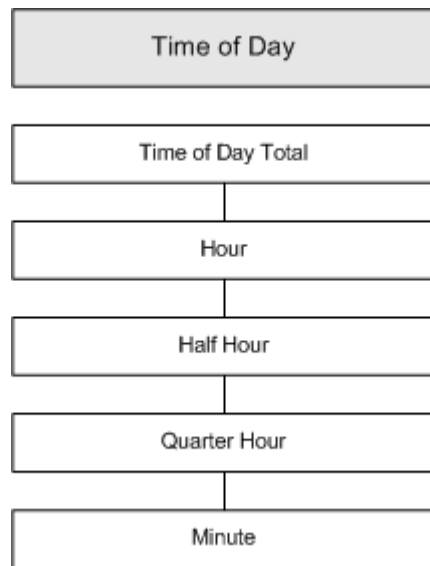 Time of Day
Time of Day Total
Hour
Half Hour
Quarter Hour
Minute